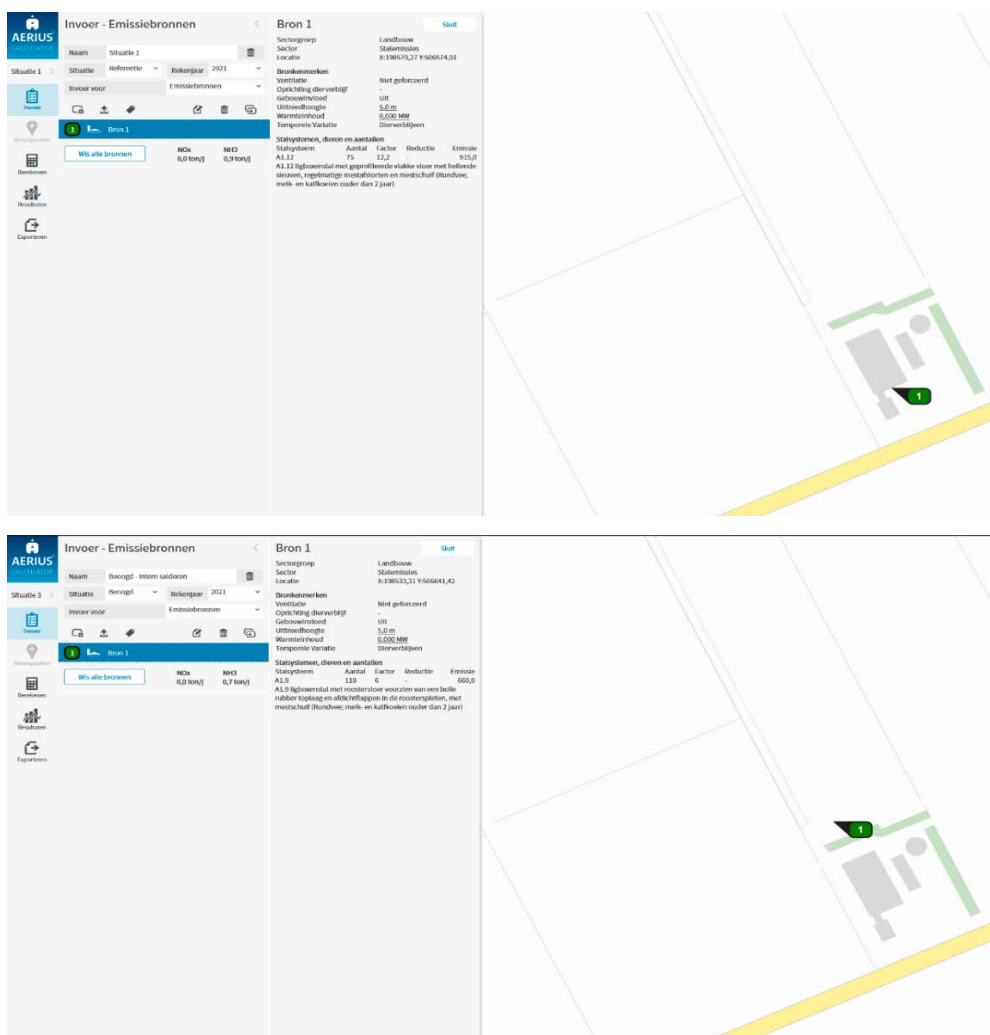 AERIUS
CALCULATOR
Situatie 1
Invoer
Rekenpunten
Berekenen
Resultaten
Exporteren
Invoer - Emissiebronnen
Naam Situatie 1
Situatie Referentie Rekenjaar 2021
Invoer voor Emissiebronnen
1 Bron 1
Wis alle bronnen
NOx NH3
0,0 ton/j 0,9 ton/j
Bron 1
Sluit
Sectorgroep Landbouw
Sector Stalemissies
Locatie X:198570,27 Y:506574,01
Bronkenmerken
Ventilatie Niet geforceerd
Oprichting dierverblijf -
Gebouwinvloed Uit
Uittreedhoogte 5,0 m
Warmteinhoud 0,000 MW
Temporele Variatie Dierverblijven
Stalsystemen, dieren en aantallen
Stalsysteem Aantal Factor Reductie Emissie
A1.12 75 12,2 - 915,0
A1.12 ligboxenstal met geprofileerde vlakke vloer met hellende
sleuven, regelmatige mestafstorten en mestschuif (Rundvee,
melk- en kalfkoeien ouder dan 2 jaar)
1
AERIUS
CALCULATOR
Situatie 3
Invoer
Rekenpunten
Berekenen
Resultaten
Exporteren
Invoer - Emissiebronnen
Naam Beoogd - intern salderen
Situatie Beoogd Rekenjaar 2021
Invoer voor Emissiebronnen
1 Bron 1
Wis alle bronnen
NOx NH3
0,0 ton/j 0,7 ton/j
Bron 1
Sluit
Sectorgroep Landbouw
Sector Stalemissies
Locatie X:198533,31 Y:506641,42
Bronkenmerken
Ventilatie Niet geforceerd
Oprichting dierverblijf -
Gebouwinvloed Uit
Uittreedhoogte 5,0 m
Warmteinhoud 0,000 MW
Temporele Variatie Dierverblijven
Stalsystemen, dieren en aantallen
Stalsysteem Aantal Factor Reductie Emissie
A1.9 110 6 - 660,0
A1.9 ligboxenstal met roostervloer voorzien van een bolle
rubber toplaag en afdichtflappen in de roosterspleten, met
mestschuif (Rundvee; melk- en kalfkoeien ouder dan 2 jaar)
1